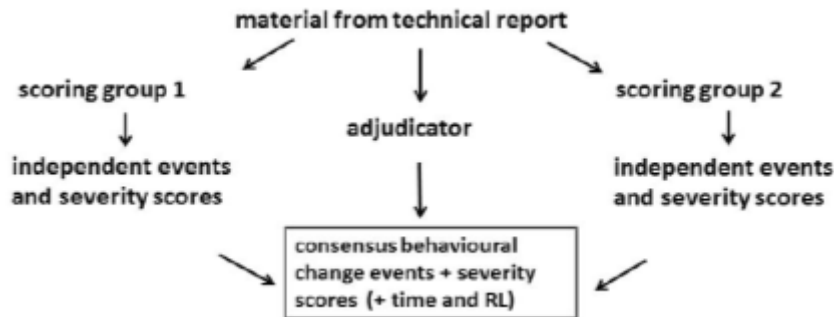 material from technical report
scoring group 1
scoring group 2
adjudicator
independent events
and severity scores
independent events
and severity scores
consensus behavioural
change events + severity
scores (+ time and RL)